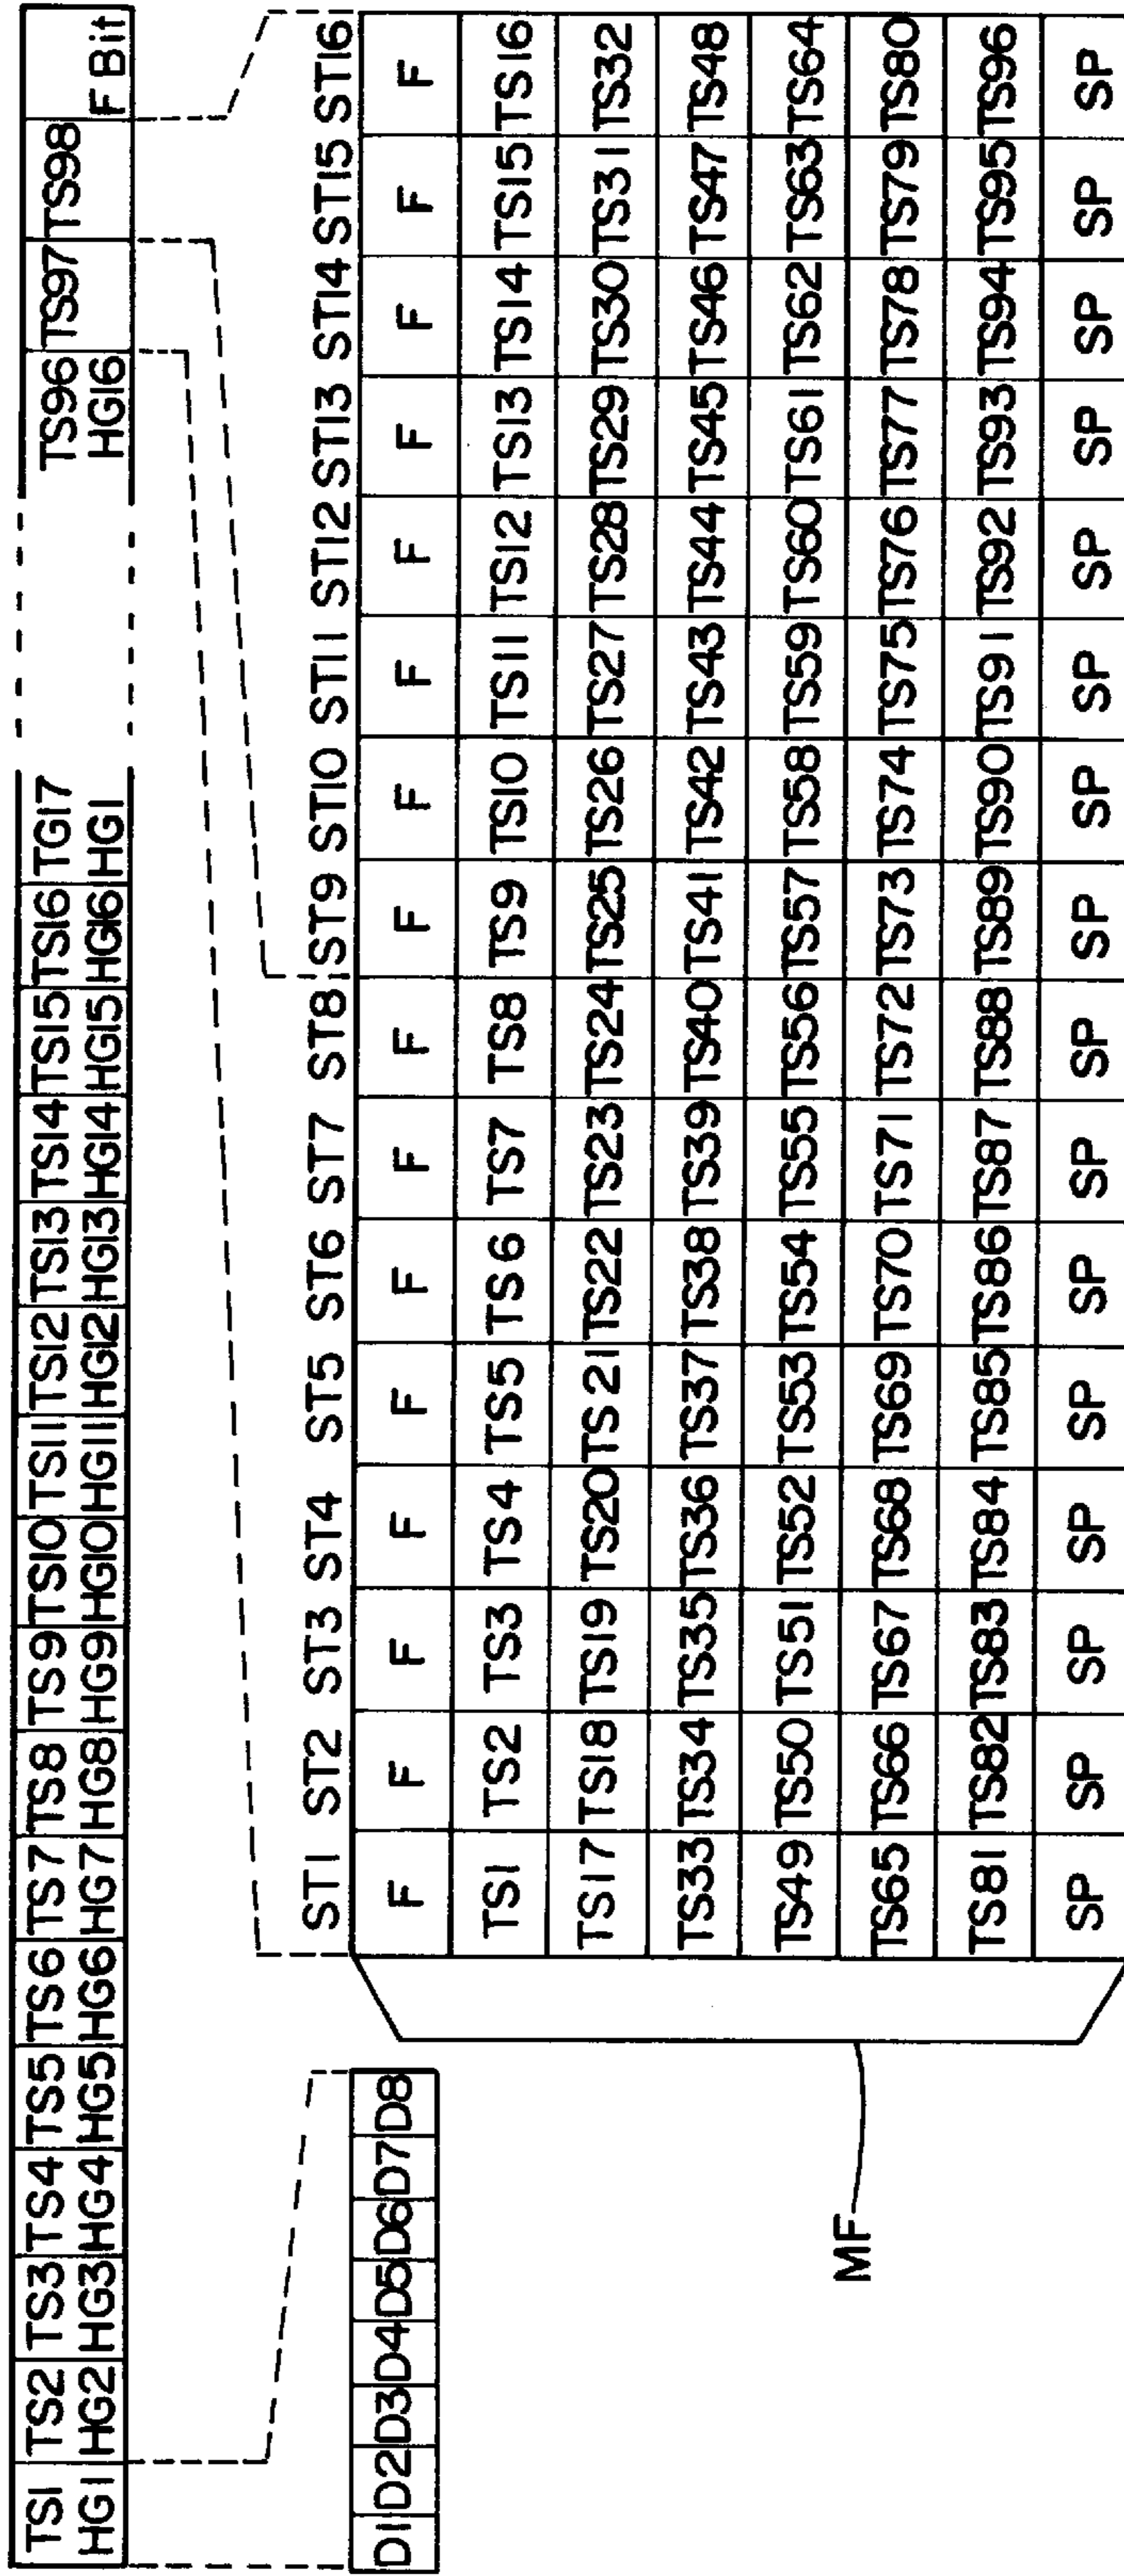 TS1 TS2 TS3 TS4 TS5 TS6 TS7 TS8 TS9 TS10 TS11 TS12 TS13 TS14 TS15 TS16 TG17 TS96 TS97 TS98 F Bit
HG1 HG2 HG3 HG4 HG5 HG6 HG7 HG8 HG9 HG10 HG11 HG12 HG13 HG14 HG15 HG16 HG1 HG16
D1 D2 D3 D4 D5 D6 D7 D8
ST1 ST2 ST3 ST4 ST5 ST6 ST7 ST8 ST9 ST10 ST11 ST12 ST13 ST14 ST15 ST16
F F F F F F F F F F F F F F F F
TS1 TS2 TS3 TS4 TS5 TS6 TS7 TS8 TS9 TS10 TS11 TS12 TS13 TS14 TS15 TS16
TS17 TS18 TS19 TS20 TS21 TS22 TS23 TS24 TS25 TS26 TS27 TS28 TS29 TS30 TS31 TS32
TS33 TS34 TS35 TS36 TS37 TS38 TS39 TS40 TS41 TS42 TS43 TS44 TS45 TS46 TS47 TS48
TS49 TS50 TS51 TS52 TS53 TS54 TS55 TS56 TS57 TS58 TS59 TS60 TS61 TS62 TS63 TS64
TS65 TS66 TS67 TS68 TS69 TS70 TS71 TS72 TS73 TS74 TS75 TS76 TS77 TS78 TS79 TS80
TS81 TS82 TS83 TS84 TS85 TS86 TS87 TS88 TS89 TS90 TS91 TS92 TS93 TS94 TS95 TS96
SP SP SP SP SP SP SP SP SP SP SP SP SP SP SP SP
MF